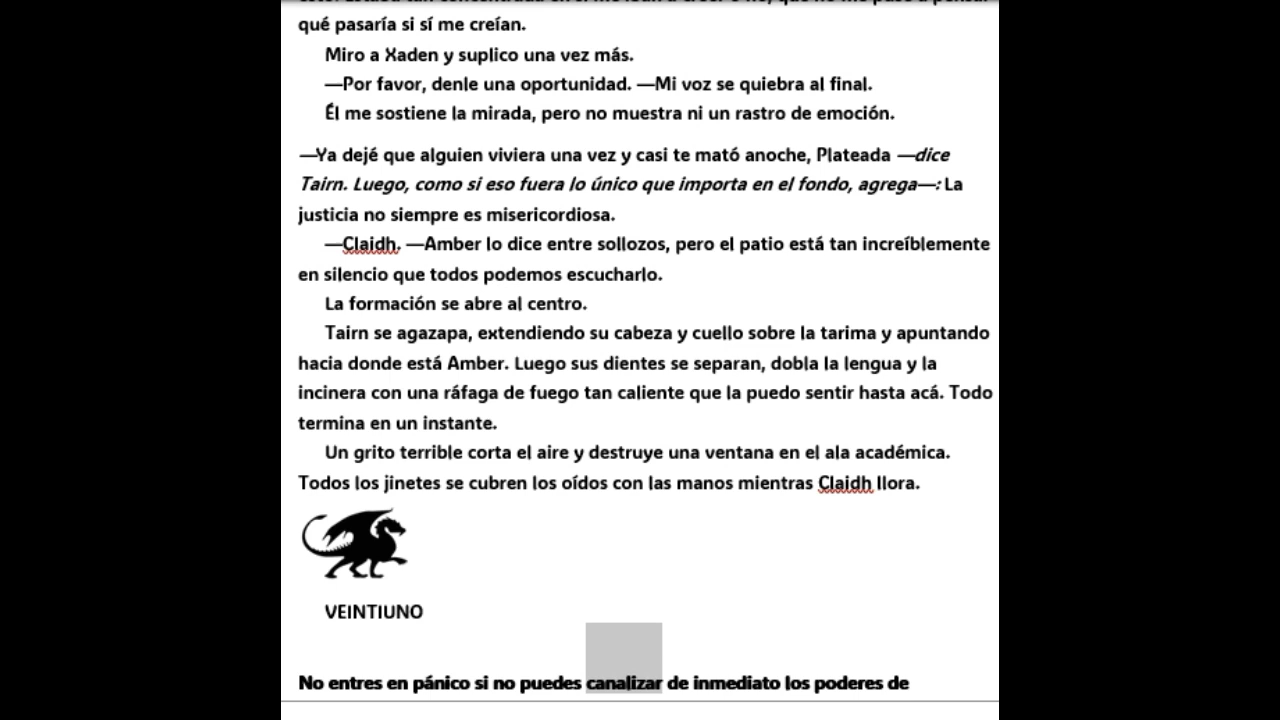 qué pasaría si sí me creían.
Miro a Xaden y suplico una vez más.
—Por favor, denle una oportunidad. —Mi voz se quiebra al final.
Él me sostiene la mirada, pero no muestra ni un rastro de emoción.
—Ya dejé que alguien viviera una vez y casi te mató anoche, Plateada —dice
Tairn. Luego, como si eso fuera lo único que importa en el fondo, agrega—: La
justicia no siempre es misericordiosa.
—Claidh. —Amber lo dice entre sollozos, pero el patio está tan increíblemente
en silencio que todos podemos escucharlo.
La formación se abre al centro.
Tairn se agazapa, extendiendo su cabeza y cuello sobre la tarima y apuntando
hacia donde está Amber. Luego sus dientes se separan, dobla la lengua y la
incinera con una ráfaga de fuego tan caliente que la puedo sentir hasta acá. Todo
termina en un instante.
Un grito terrible corta el aire y destruye una ventana en el ala académica.
Todos los jinetes se cubren los oídos con las manos mientras Claidh llora.
VEINTIUNO
No entres en pánico si no puedes canalizar de inmediato los poderes de